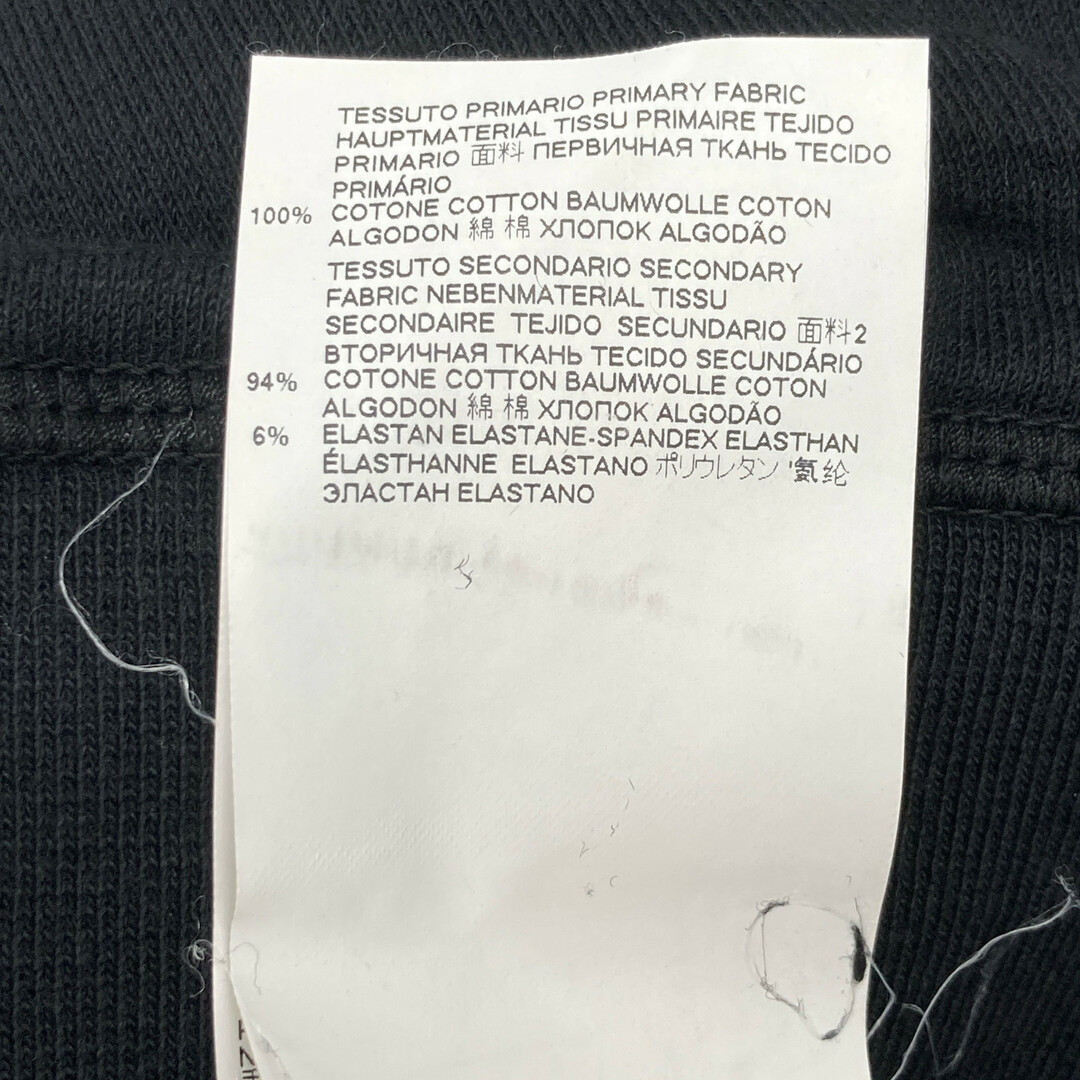 TESSUTO PRIMARIO PRIMARY FABRIC
HAUPTMATERIAL TISSU PRIMAIRE TEJIDO
PRIMARIO 面料 ПЕРВИЧНАЯ ТКАНЬ TECIDO
PRIMÁRIO
100% COTONE COTTON BAUMWOLLE COTON
ALGODON 綿 棉 ХЛОПОК ALGODÃO
TESSUTO SECONDARIO SECONDARY
FABRIC NEBENMATERIAL TISSU
SECONDAIRE TEJIDO SECUNDARIO 面料2
ВТОРИЧНАЯ ТКАНЬ TECIDO SECUNDÁRIO
94% COTONE COTTON BAUMWOLLE COTON
ALGODON 綿 棉 ХЛОПОК ALGODÃO
6% ELASTAN ELASTANE-SPANDEX ELASTHAN
ÉLASTHANNE ELASTANO ポリウレタン '氨纶
ЭЛАСТАН ELASTANO